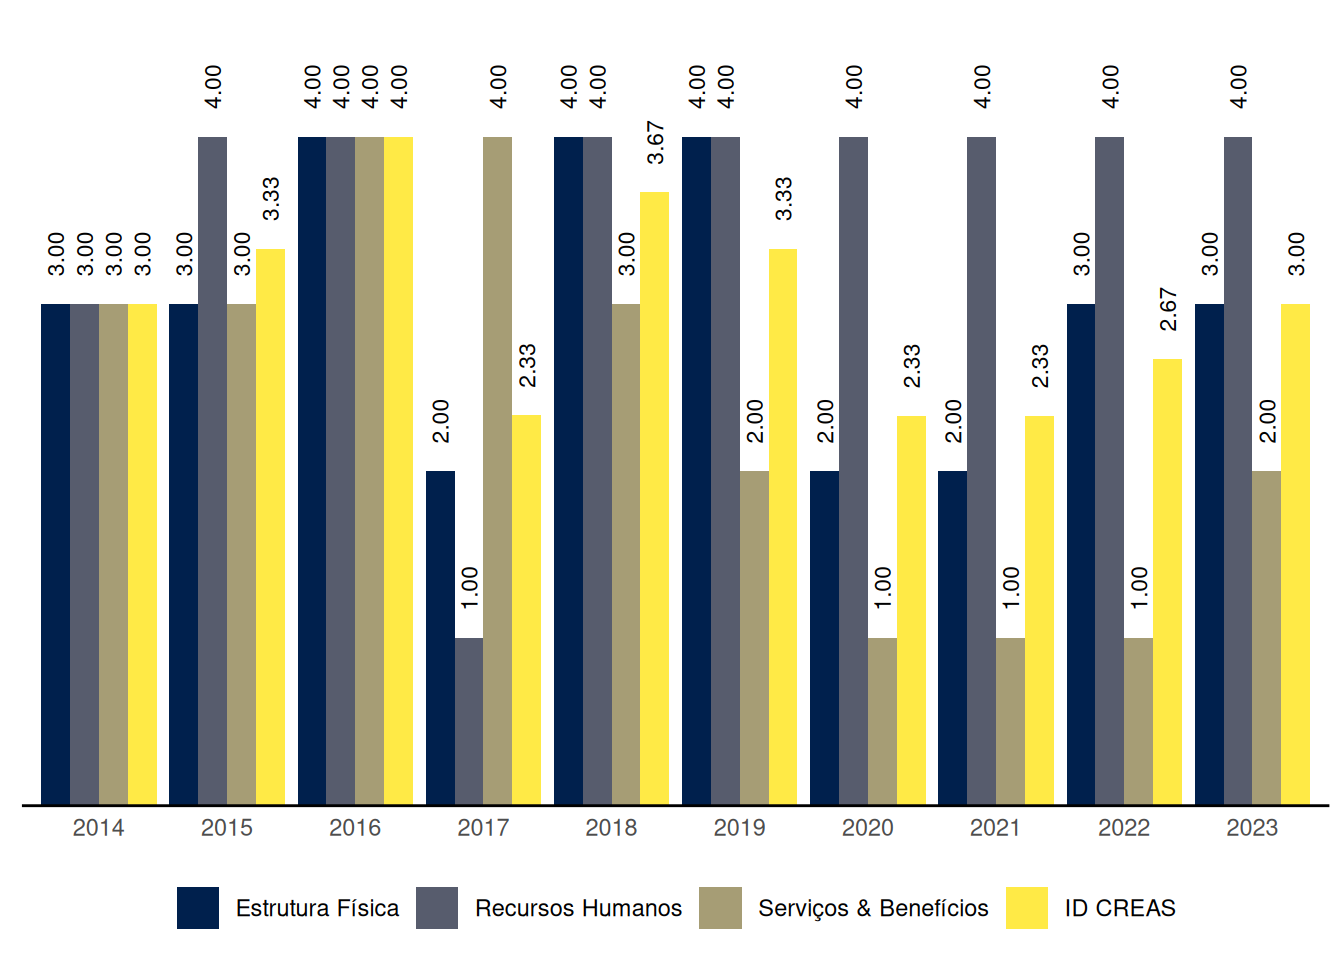 4.00 4.00 4.00 4.00 4.00 4.00 4.00 4.00 4.00 4.00 4.00 4.00 4.00 4.00
3.67
3.33 3.33
3.00 3.00 3.00 3.00 3.00 3.00 3.00 3.00 3.00 3.00
2.67
2.33 2.33 2.33
2.00 2.00 2.00 2.00 2.00
1.00 1.00 1.00 1.00
2014 2015 2016 2017 2018 2019 2020 2021 2022 2023
Estrutura Física Recursos Humanos Serviços & Benefícios ID CREAS